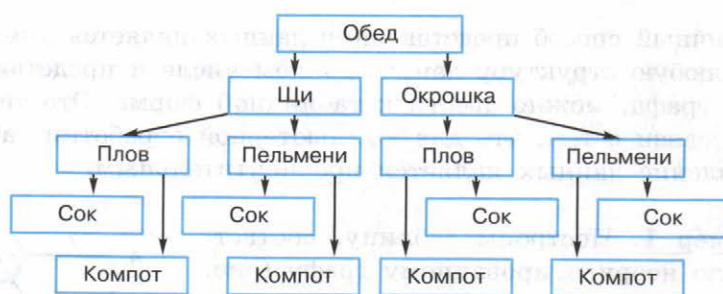 Обед
Щи Окрошка
Плов Пельмени Плов Пельмени
Сок Сок Сок Сок
Компот Компот Компот Компот